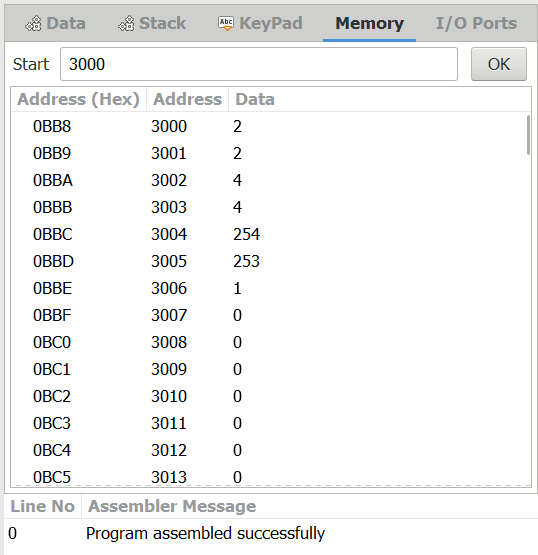 Data Stack Abc KeyPad Memory I/O Ports
Start 3000 OK
Address (Hex) Address Data
0BB8 3000 2
0BB9 3001 2
0BBA 3002 4
0BBB 3003 4
0BBC 3004 254
0BBD 3005 253
0BBE 3006 1
0BBF 3007 0
0BC0 3008 0
0BC1 3009 0
0BC2 3010 0
0BC3 3011 0
0BC4 3012 0
0BC5 3013 0
Line No Assembler Message
0 Program assembled successfully